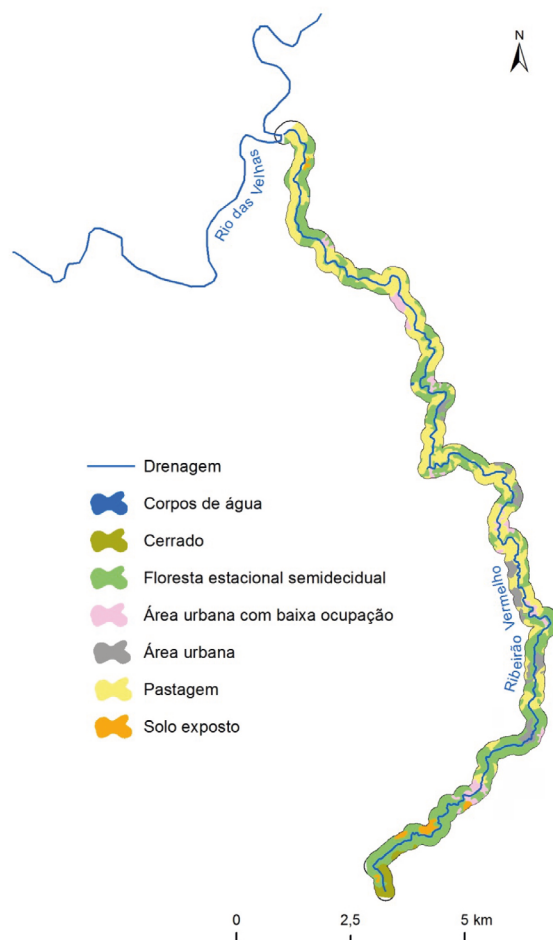 N
Rio das Velhas
Drenagem
Corpos de água
Cerrado
Floresta estacional semidecidual
Área urbana com baixa ocupação
Área urbana
Pastagem
Solo exposto
Ribeirão Vermelho
0 2,5 5 km